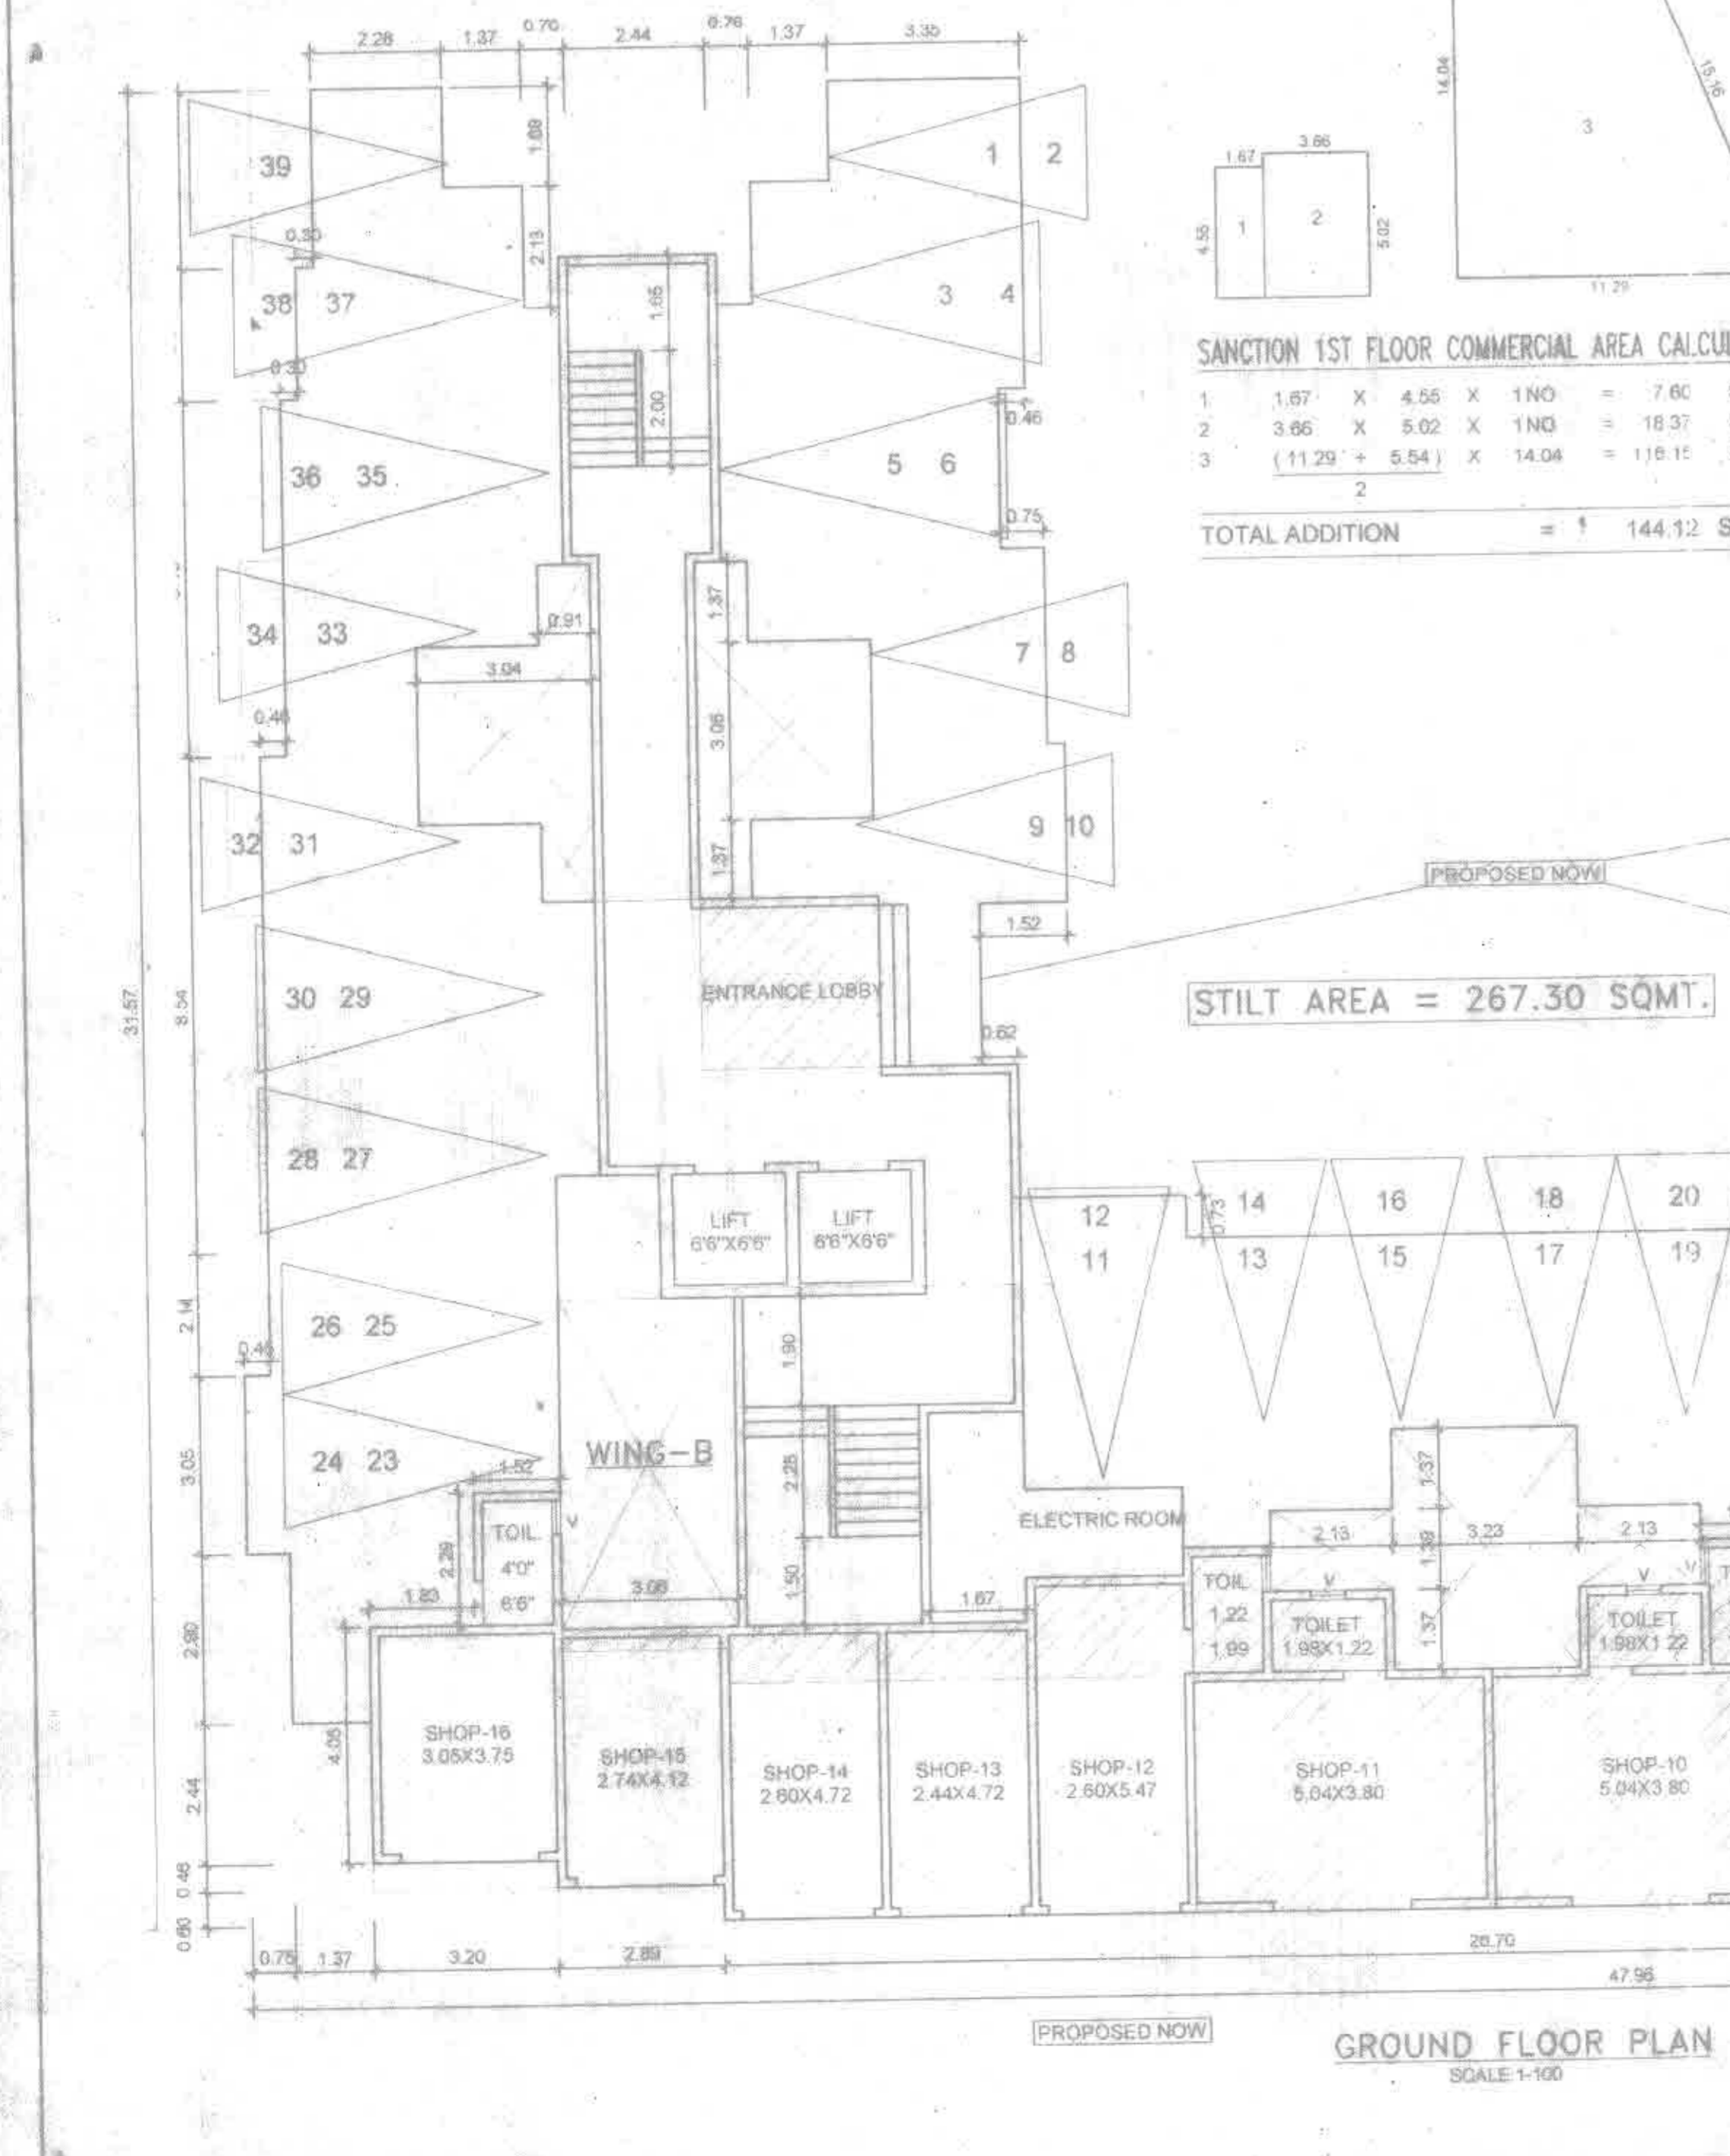 2.28 1.37 0.70 2.44 0.76 1.37 3.35
14.04
15.16
3
1.67 3.66
4.55
1
2
5.02
11.29
SANCTION 1ST FLOOR COMMERCIAL AREA
1 1.67 X 4.55 X 1NO = 7.60
2 3.66 X 5.02 X 1NO = 18.37
3 (11.29 + 5.54) X 14.04
2
TOTAL ADDITION = 144.12
39
1.68
1 2
0.30
2.13
38 37
1.65
3 4
0.30
2.00
0.46
36 35
5 6
0.75
34 33
0.91
1.37
7 8
3.04
0.46
3.06
32 31
9 10
1.37
PROPOSED NOW
1.52
31.57
8.54
30 29
ENTRANCE LOBBY
STILT AREA = 267.30 SQMT.
0.62
28 27
LIFT
6'6"X6'6"
LIFT
6'6"X6'6"
12
11
0.73
14
13
16
15
18
17
20
19
2.14
26 25
1.90
3.05
24 23
1.52
WING-B
2.28
1.37
ELECTRIC ROOM
2.13 3.23 2.13
TOIL
4'0"
6'6"
V
1.83
3.06
1.50
1.67
TOIL
1.22
1.99
V
TOILET
1.98X1.22
1.37
V
TOILET
1.98X1.22
4.05
2.44
SHOP-16
3.05X3.75
SHOP-15
2.74X4.12
SHOP-14
2.60X4.72
SHOP-13
2.44X4.72
SHOP-12
2.60X5.47
SHOP-11
5.04X3.80
SHOP-10
5.04X3.80
0.46
0.60
0.75 1.37 3.20 2.89
47.96
PROPOSED NOW
GROUND FLOOR PLAN
SCALE 1-100